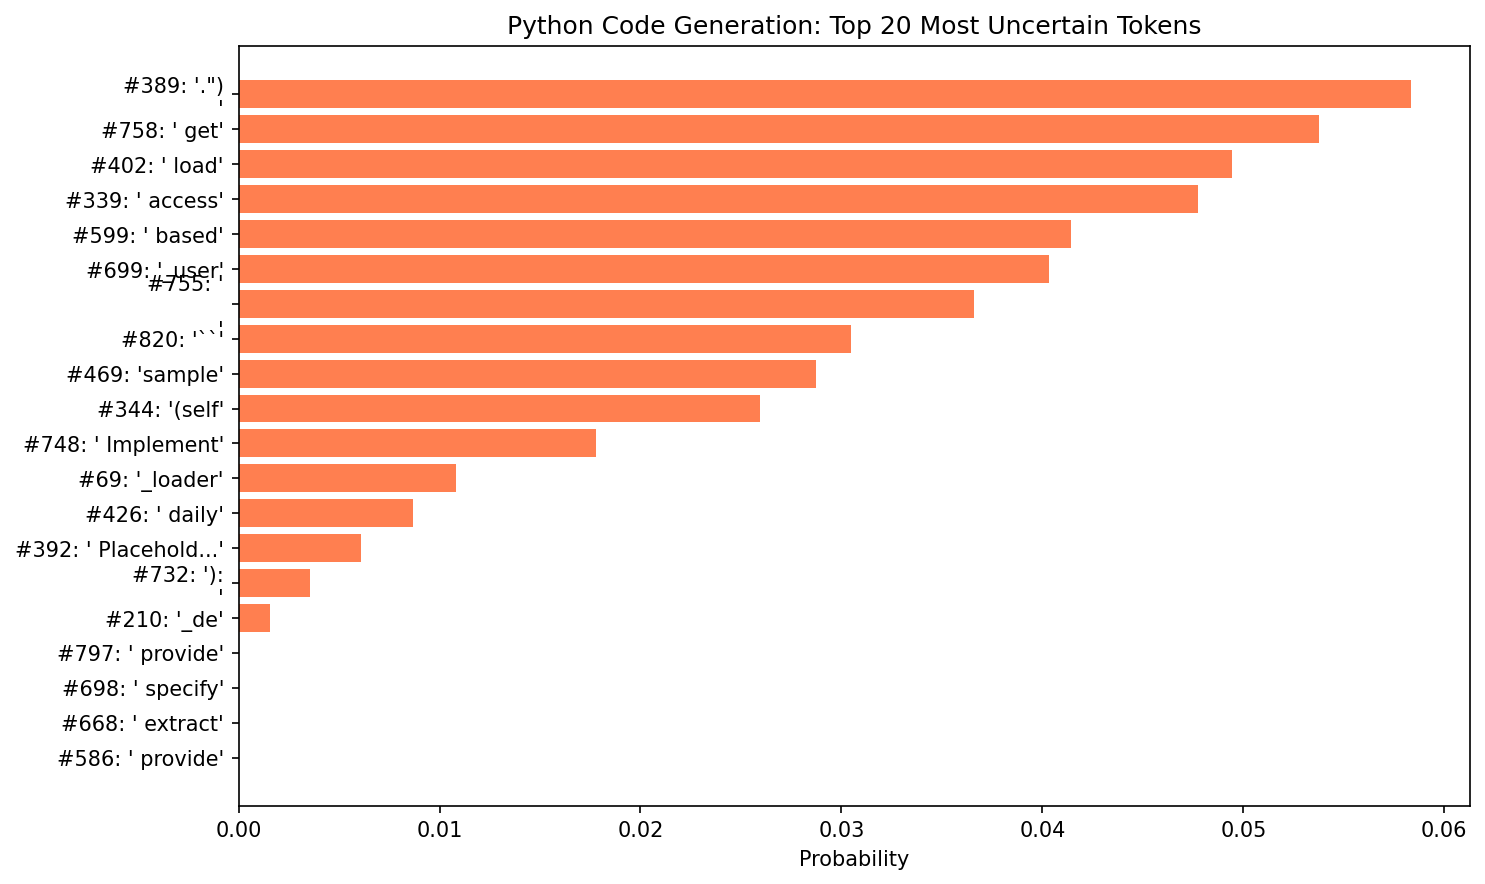 Python Code Generation: Top 20 Most Uncertain Tokens
#389: '.")
'
#758: ' get'
#402: ' load'
#339: ' access'
#599: ' based'
#699: '_user'
#755: '
'
#820: '``'
#469: 'sample'
#344: '(self'
#748: ' Implement'
#69: '_loader'
#426: ' daily'
#392: ' Placehold...'
#732: '):
'
#210: '_de'
#797: ' provide'
#698: ' specify'
#668: ' extract'
#586: ' provide'
0.00 0.01 0.02 0.03 0.04 0.05 0.06
Probability